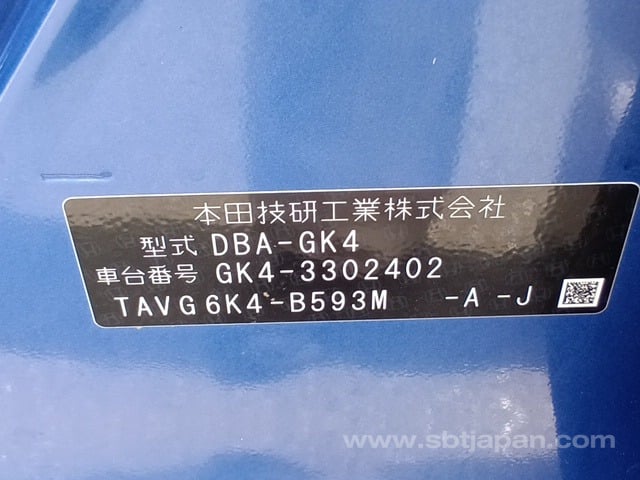 本田技研工業株式会社
型式 DBA-GK4
車台番号 GK4-3302402
TAVG6K4-B593M -A -J
www.sbtjapan.com